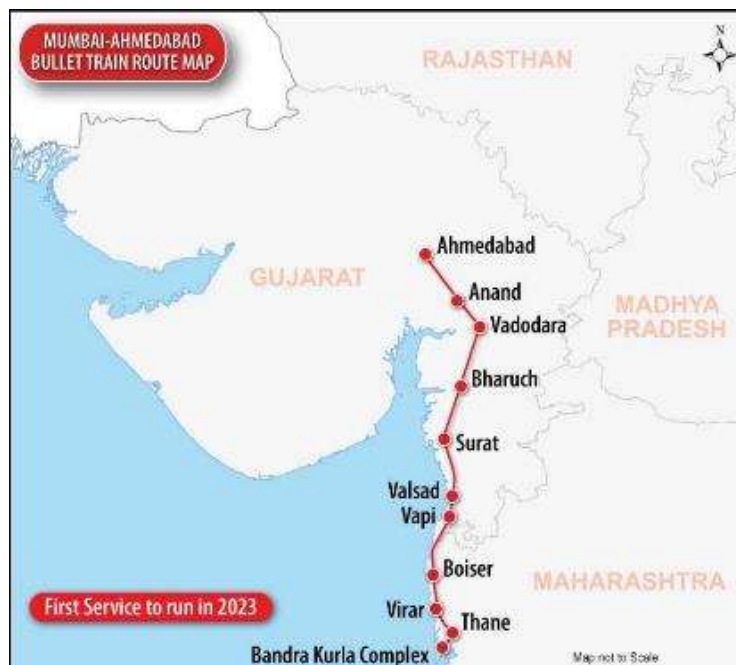 MUMBAI-AHMEDABAD
BULLET TRAIN ROUTE MAP
N
RAJASTHAN
Ahmedabad
GUJARAT
Anand
MADHYA
PRADESH
Vadodara
Bharuch
Surat
Valsad
Vapi
Boiser
MAHARASHTRA
First Service to run in 2023
Virar
Thane
Bandra Kurla Complex
Map not to Scale